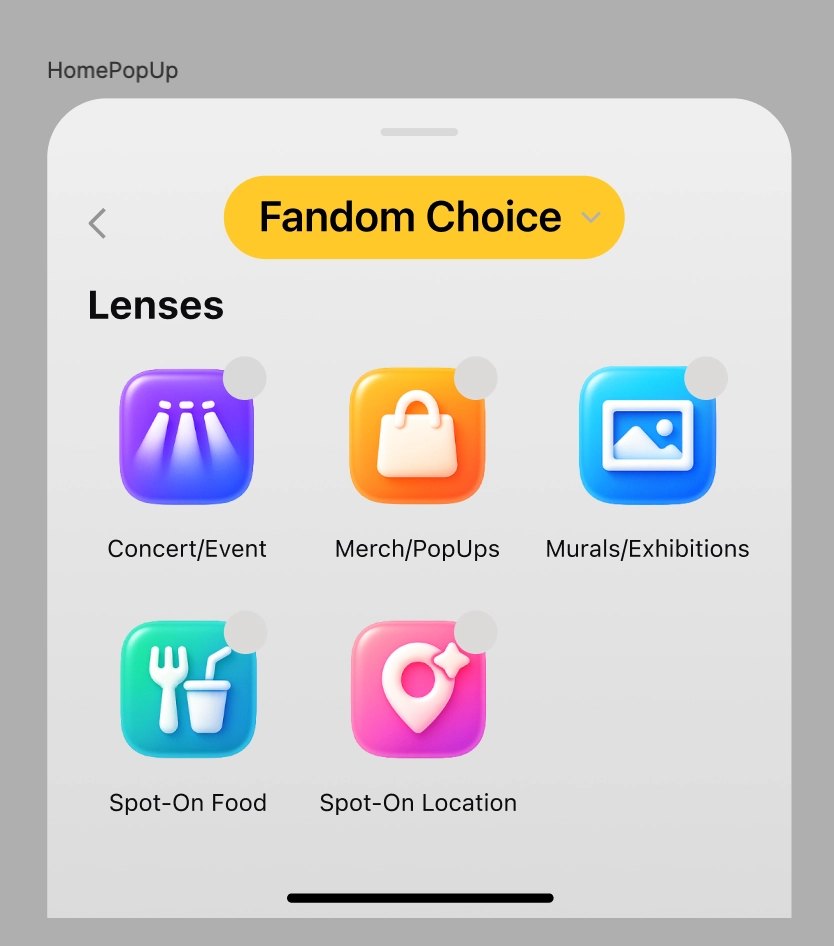 HomePopUp
Fandom Choice
Lenses
Concert/Event
Merch/PopUps
Murals/Exhibitions
Spot-On Food
Spot-On Location